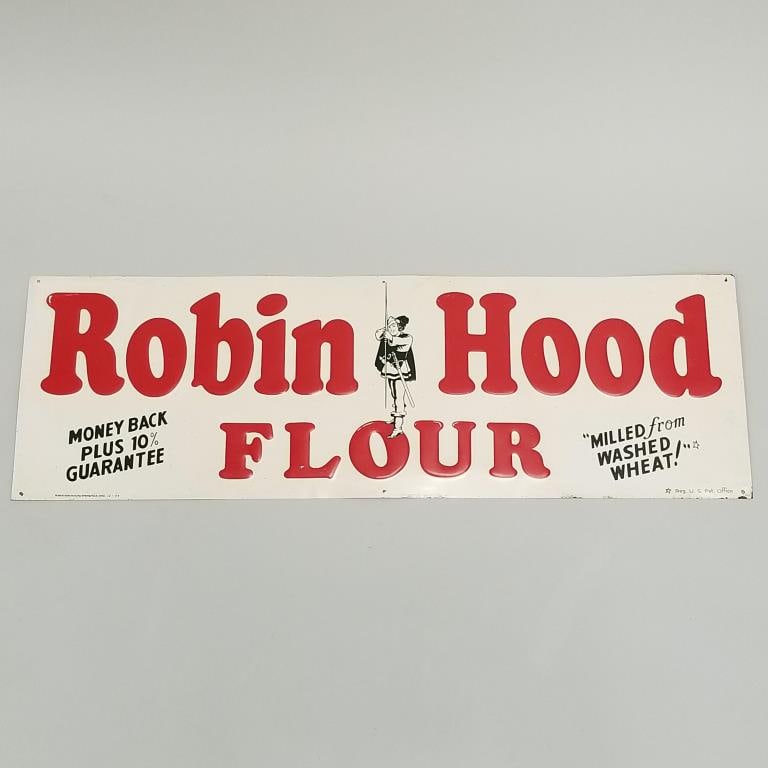 Robin Hood
FLOUR
MONEY BACK
PLUS 10%
GUARANTEE
"MILLED from
WASHED
WHEAT!"☆
☆ Reg. U. S. Pat. Office